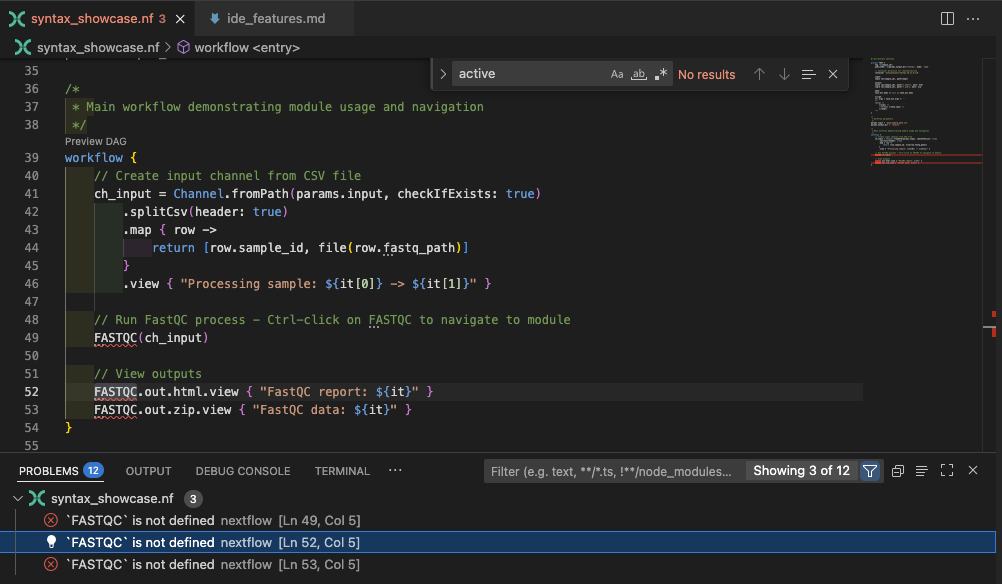 syntax_showcase.nf 3
ide_features.md
syntax_showcase.nf > workflow <entry>
active
Aa ab .* No results
35
36 /*
37 * Main workflow demonstrating module usage and navigation
38 */
Preview DAG
39 workflow {
40 // Create input channel from CSV file
41 ch_input = Channel.fromPath(params.input, checkIfExists: true)
42 .splitCsv(header: true)
43 .map { row ->
44 return [row.sample_id, file(row.fastq_path)]
45 }
46 .view { "Processing sample: ${it[0]} -> ${it[1]}" }
47
48 // Run FastQC process - Ctrl-click on FASTQC to navigate to module
49 FASTQC(ch_input)
50
51 // View outputs
52 FASTQC.out.html.view { "FastQC report: ${it}" }
53 FASTQC.out.zip.view { "FastQC data: ${it}" }
54 }
55
PROBLEMS 12 OUTPUT DEBUG CONSOLE TERMINAL ...
Filter (e.g. text, **/*.ts, !**/node_modules... Showing 3 of 12
syntax_showcase.nf 3
`FASTQC` is not defined nextflow [Ln 49, Col 5]
`FASTQC` is not defined nextflow [Ln 52, Col 5]
`FASTQC` is not defined nextflow [Ln 53, Col 5]